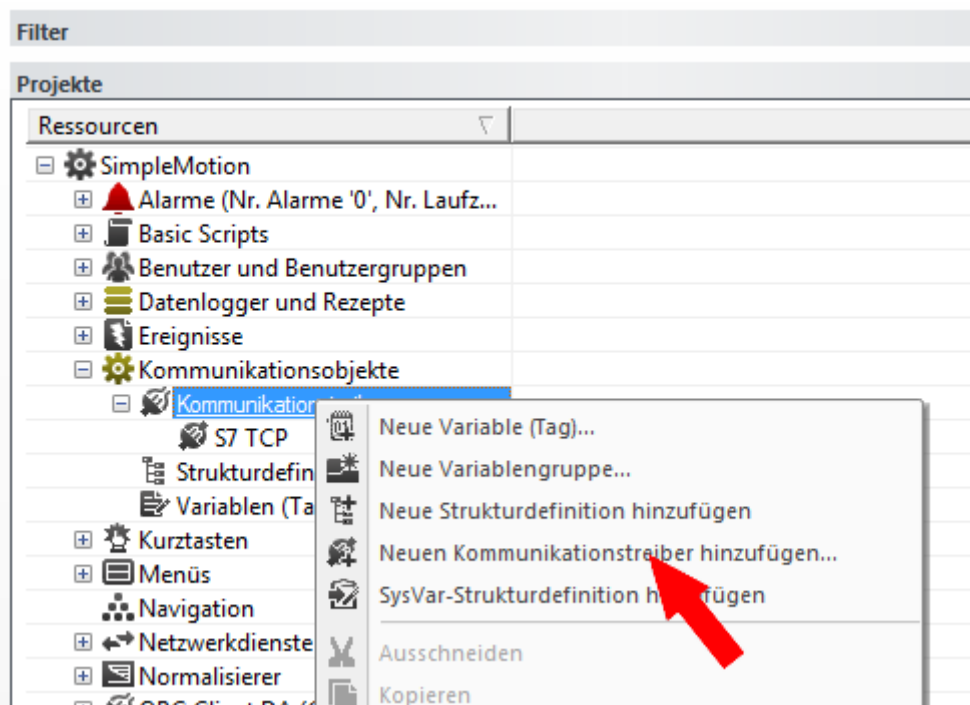 Filter
Projekte
Ressourcen
SimpleMotion
Alarme (Nr. Alarme '0', Nr. Laufz...
Basic Scripts
Benutzer und Benutzergruppen
Datenlogger und Rezepte
Ereignisse
Kommunikationsobjekte
S7 TCP
Variablen
Kurztasten
Menüs
Navigation
Netzwerkdienste
Normalisierer
Neue Variable (Tag)...
Neue Variablengruppe...
Neue Strukturdefinition hinzufügen
Neuen Kommunikationstreiber hinzufügen...
SysVar-Strukturdefinition
Ausschneiden
Kopieren